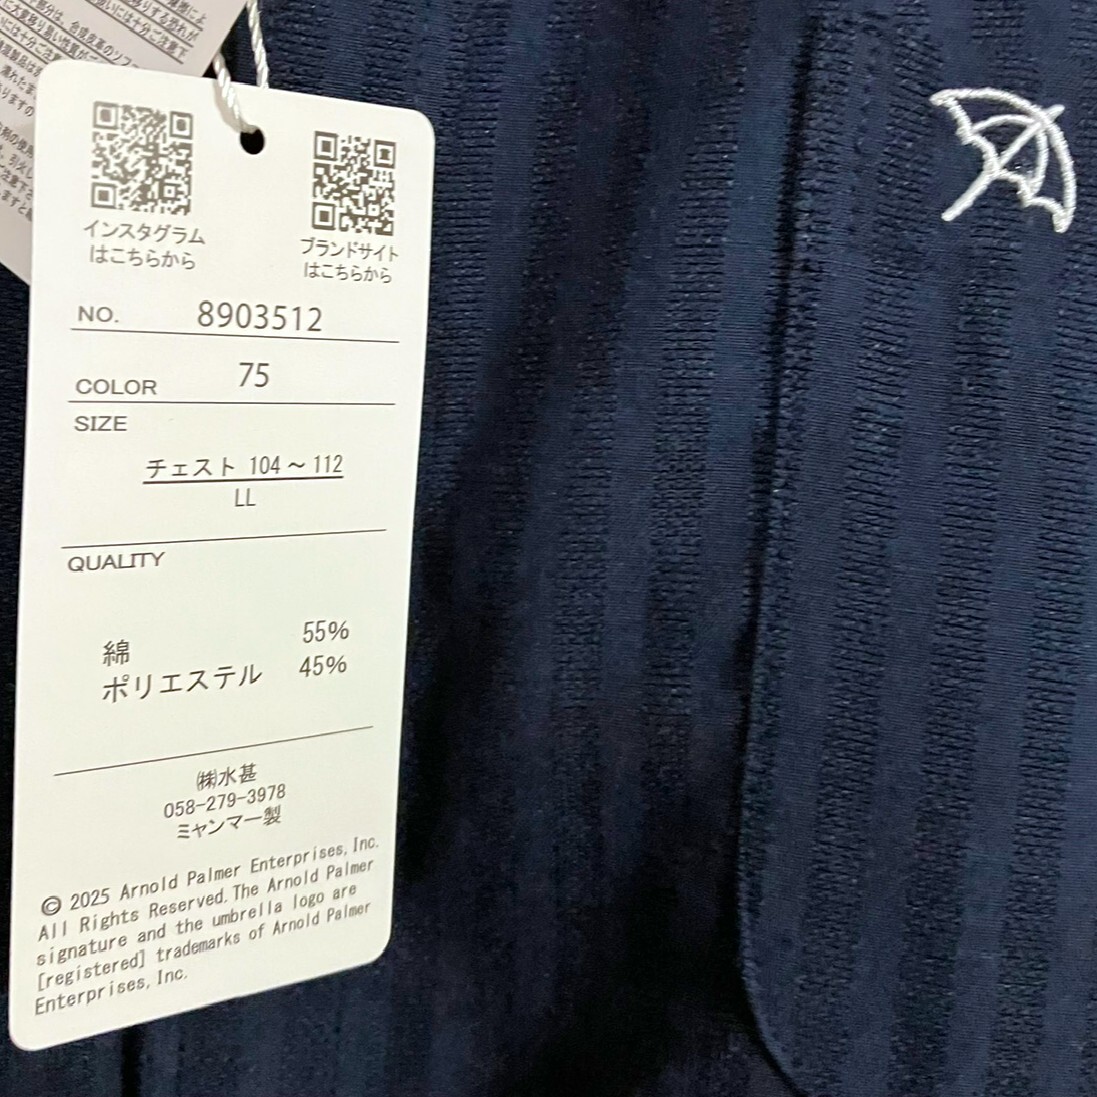 インスタグラム
はこちらから
ブランドサイト
はこちらから
NO. 8903512
COLOR 75
SIZE
チェスト 104～112
LL
QUALITY
綿 55%
ポリエステル 45%
㈱水甚
058-279-3978
ミャンマー製
© 2025 Arnold Palmer Enterprises, Inc.
All Rights Reserved. The Arnold Palmer
signature and the umbrella logo are
[registered] trademarks of Arnold Palmer
Enterprises, Inc.